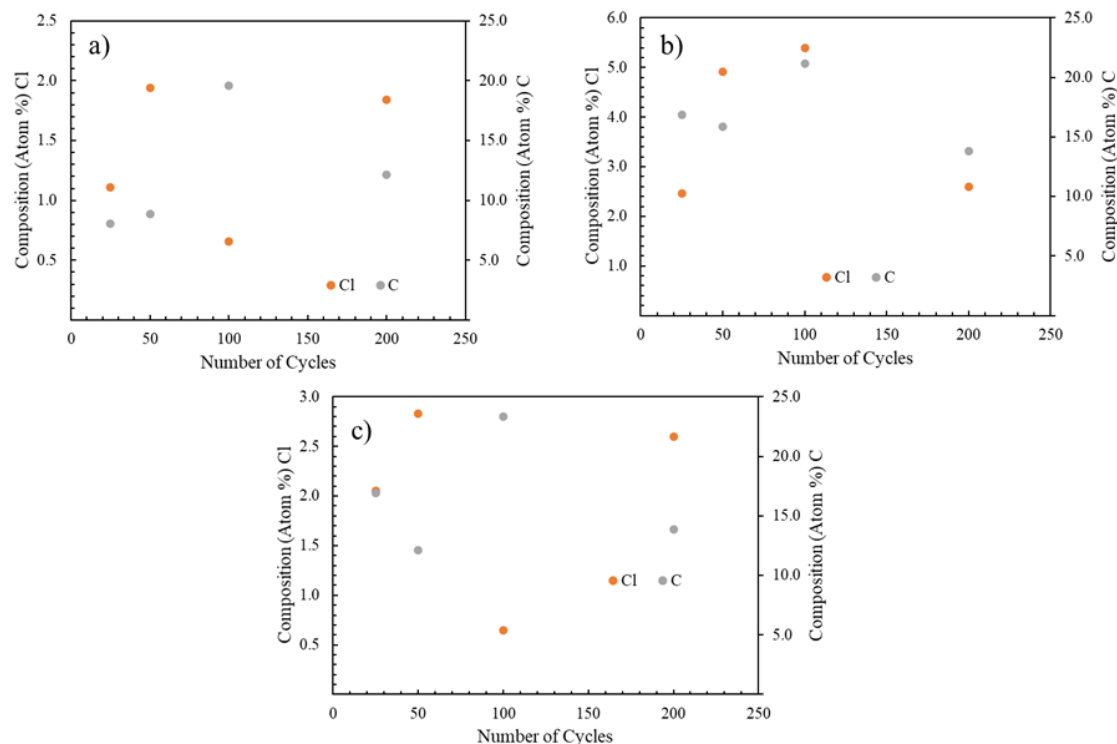 a)
Composition (Atom %) Cl
2.5
2.0
1.5
1.0
0.5
25.0
20.0
15.0
10.0
5.0
Composition (Atom %) C
Cl C
0 50 100 150 200 250
Number of Cycles
b)
Composition (Atom %) Cl
6.0
5.0
4.0
3.0
2.0
1.0
25.0
20.0
15.0
10.0
5.0
Composition (Atom %) C
Cl C
0 50 100 150 200 250
Number of Cycles
c)
Composition (Atom %) Cl
3.0
2.5
2.0
1.5
1.0
0.5
25.0
20.0
15.0
10.0
5.0
Composition (Atom %) C
Cl C
0 50 100 150 200 250
Number of Cycles